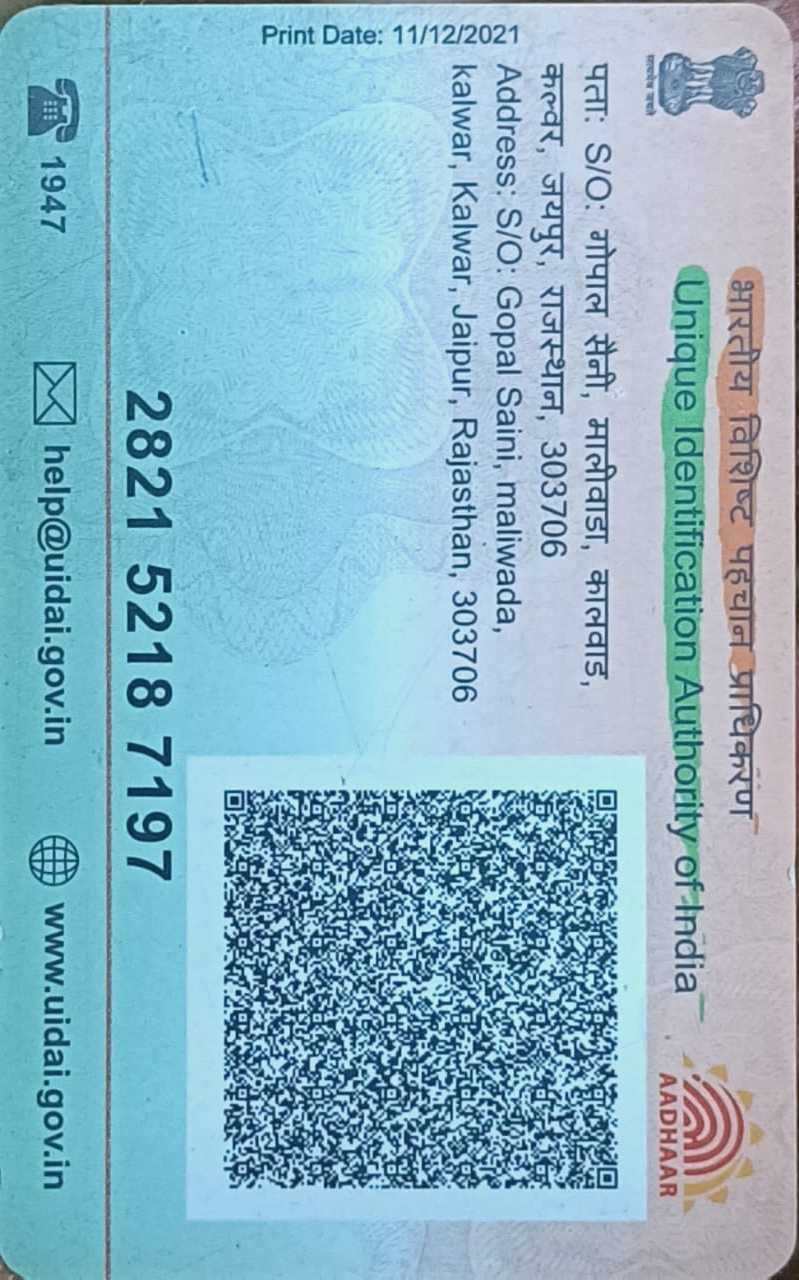 भारतीय विशिष्ट पहचान प्राधिकरण
Unique Identification Authority of India
AADHAAR
सत्यमेव जयते
पता: S/O: गोपाल सैनी, मालीवाडा, कालवाड,
कल्वर, जयपुर, राजस्थान, 303706
Address: S/O: Gopal Saini, maliwada,
kalwar, Kalwar, Jaipur, Rajasthan, 303706
Print Date: 11/12/2021
2821 5218 7197
1947
help@uidai.gov.in
www.uidai.gov.in